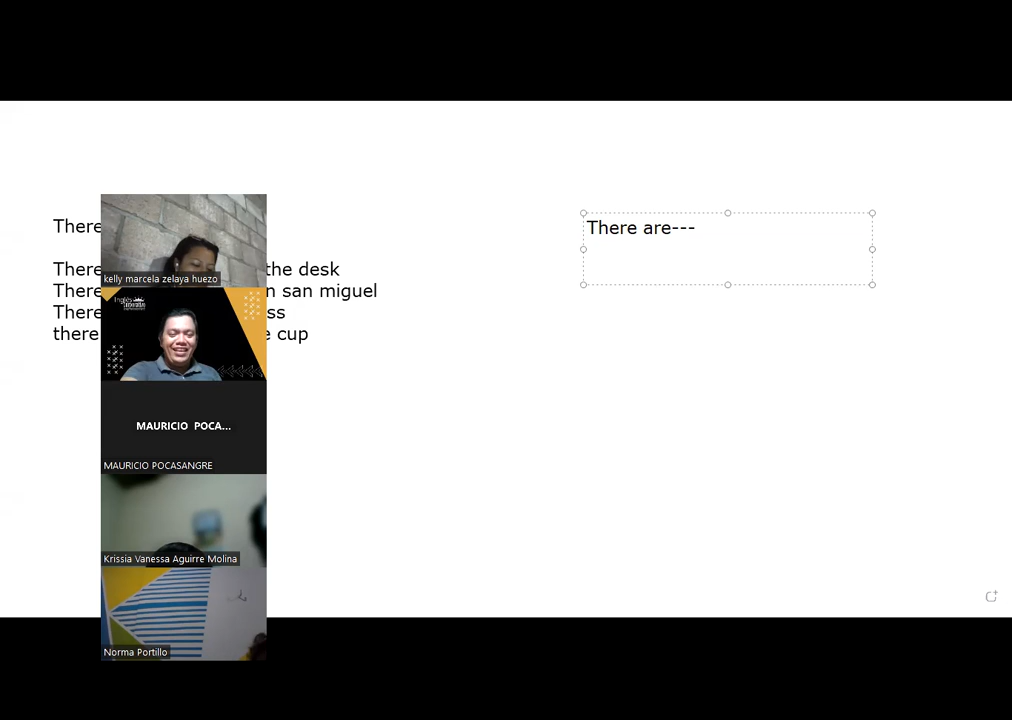 There
There the desk
There n san miguel
There ss
there e cup
There are---
kelly marcela zelaya huezo
Inglés
MAURICIO POCA...
MAURICIO POCASANGRE
Krissia Vanessa Aguirre Molina
Norma Portillo